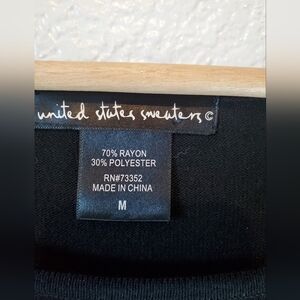 united states sweaters ©
70% RAYON
30% POLYESTER
RN#73352
MADE IN CHINA
M